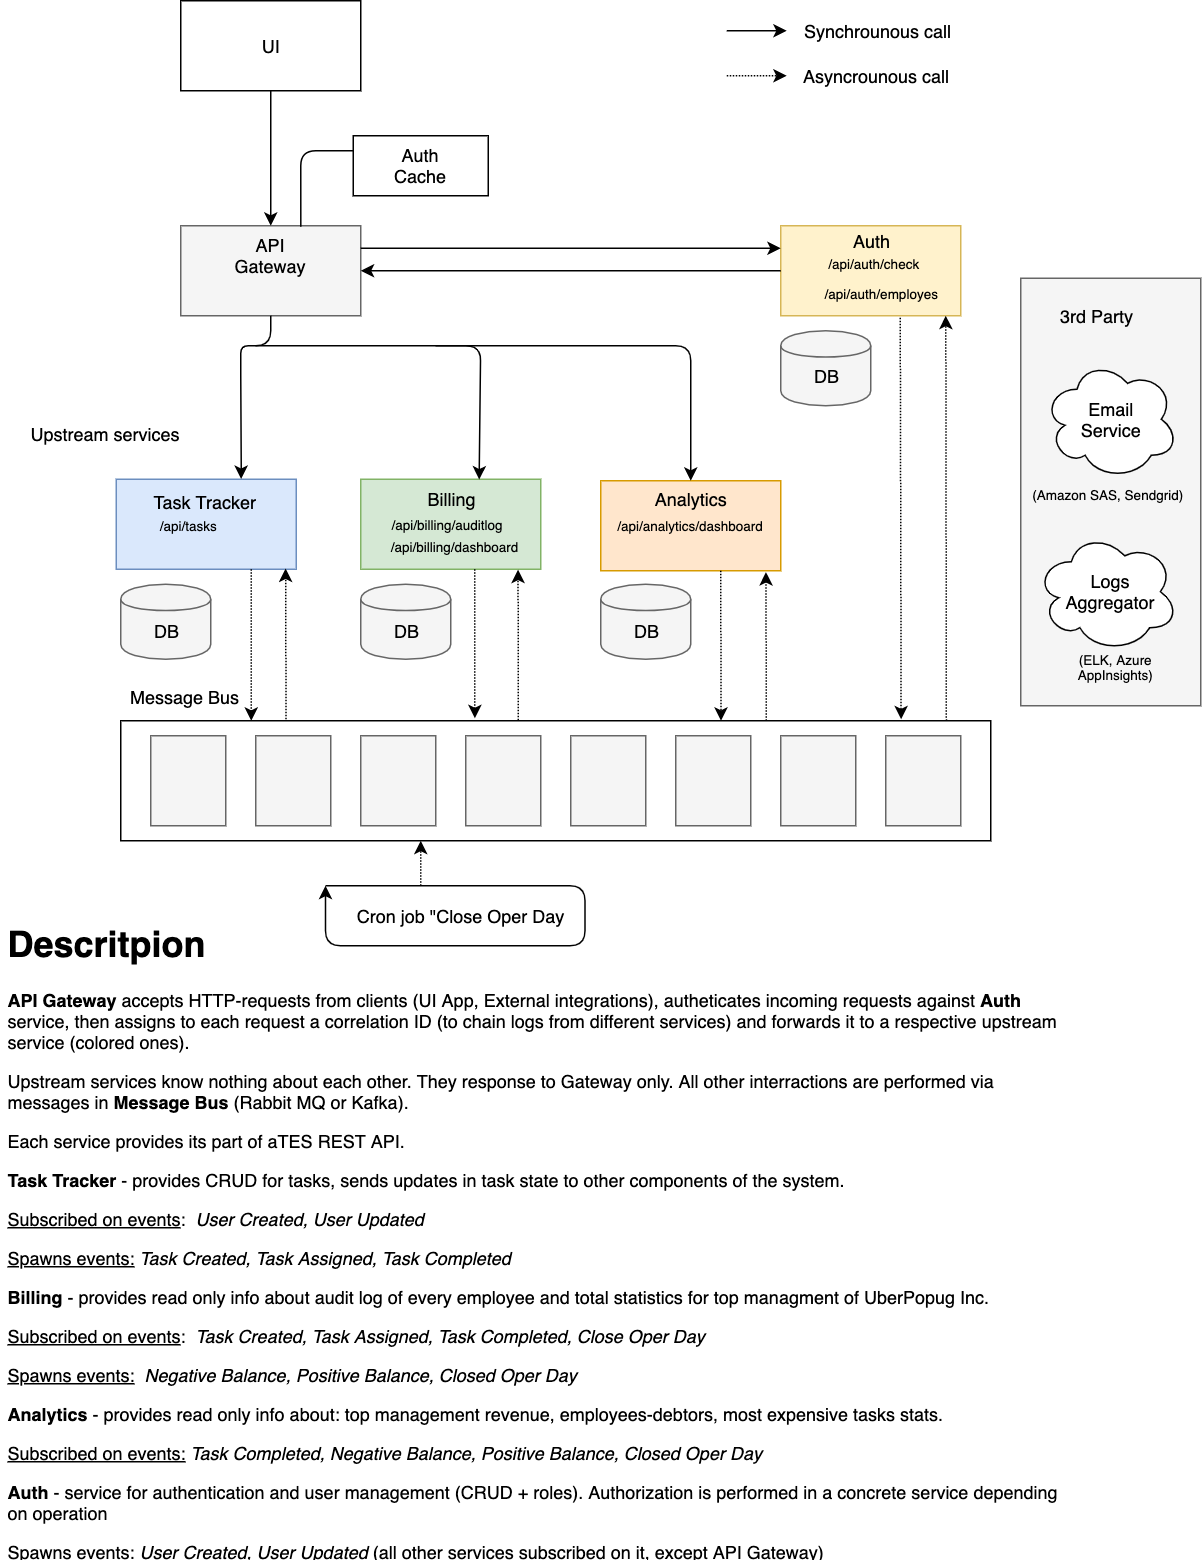 UI
Synchrounous call
Asyncrounous call
Auth
Cache
API
Gateway
Auth
/api/auth/check
/api/auth/employes
3rd Party
DB
Email
Service
Upstream services
(Amazon SAS, Sendgrid)
Task Tracker
/api/tasks
Billing
/api/billing/auditlog
/api/billing/dashboard
Analytics
/api/analytics/dashboard
Logs
Aggregator
DB
DB
DB
(ELK, Azure
AppInsights)
Message Bus
Cron job "Close Oper Day
Descritpion
API Gateway accepts HTTP-requests from clients (UI App, External integrations), autheticates incoming requests against Auth
service, then assigns to each request a correlation ID (to chain logs from different services) and forwards it to a respective upstream
service (colored ones).
Upstream services know nothing about each other. They response to Gateway only. All other interractions are performed via
messages in Message Bus (Rabbit MQ or Kafka).
Each service provides its part of aTES REST API.
Task Tracker - provides CRUD for tasks, sends updates in task state to other components of the system.
Subscribed on events: User Created, User Updated
Spawns events: Task Created, Task Assigned, Task Completed
Billing - provides read only info about audit log of every employee and total statistics for top managment of UberPopug Inc.
Subscribed on events: Task Created, Task Assigned, Task Completed, Close Oper Day
Spawns events: Negative Balance, Positive Balance, Closed Oper Day
Analytics - provides read only info about: top management revenue, employees-debtors, most expensive tasks stats.
Subscribed on events: Task Completed, Negative Balance, Positive Balance, Closed Oper Day
Auth - service for authentication and user management (CRUD + roles). Authorization is performed in a concrete service depending
on operation
Spawns events: User Created, User Updated (all other services subscribed on it, except API Gateway)